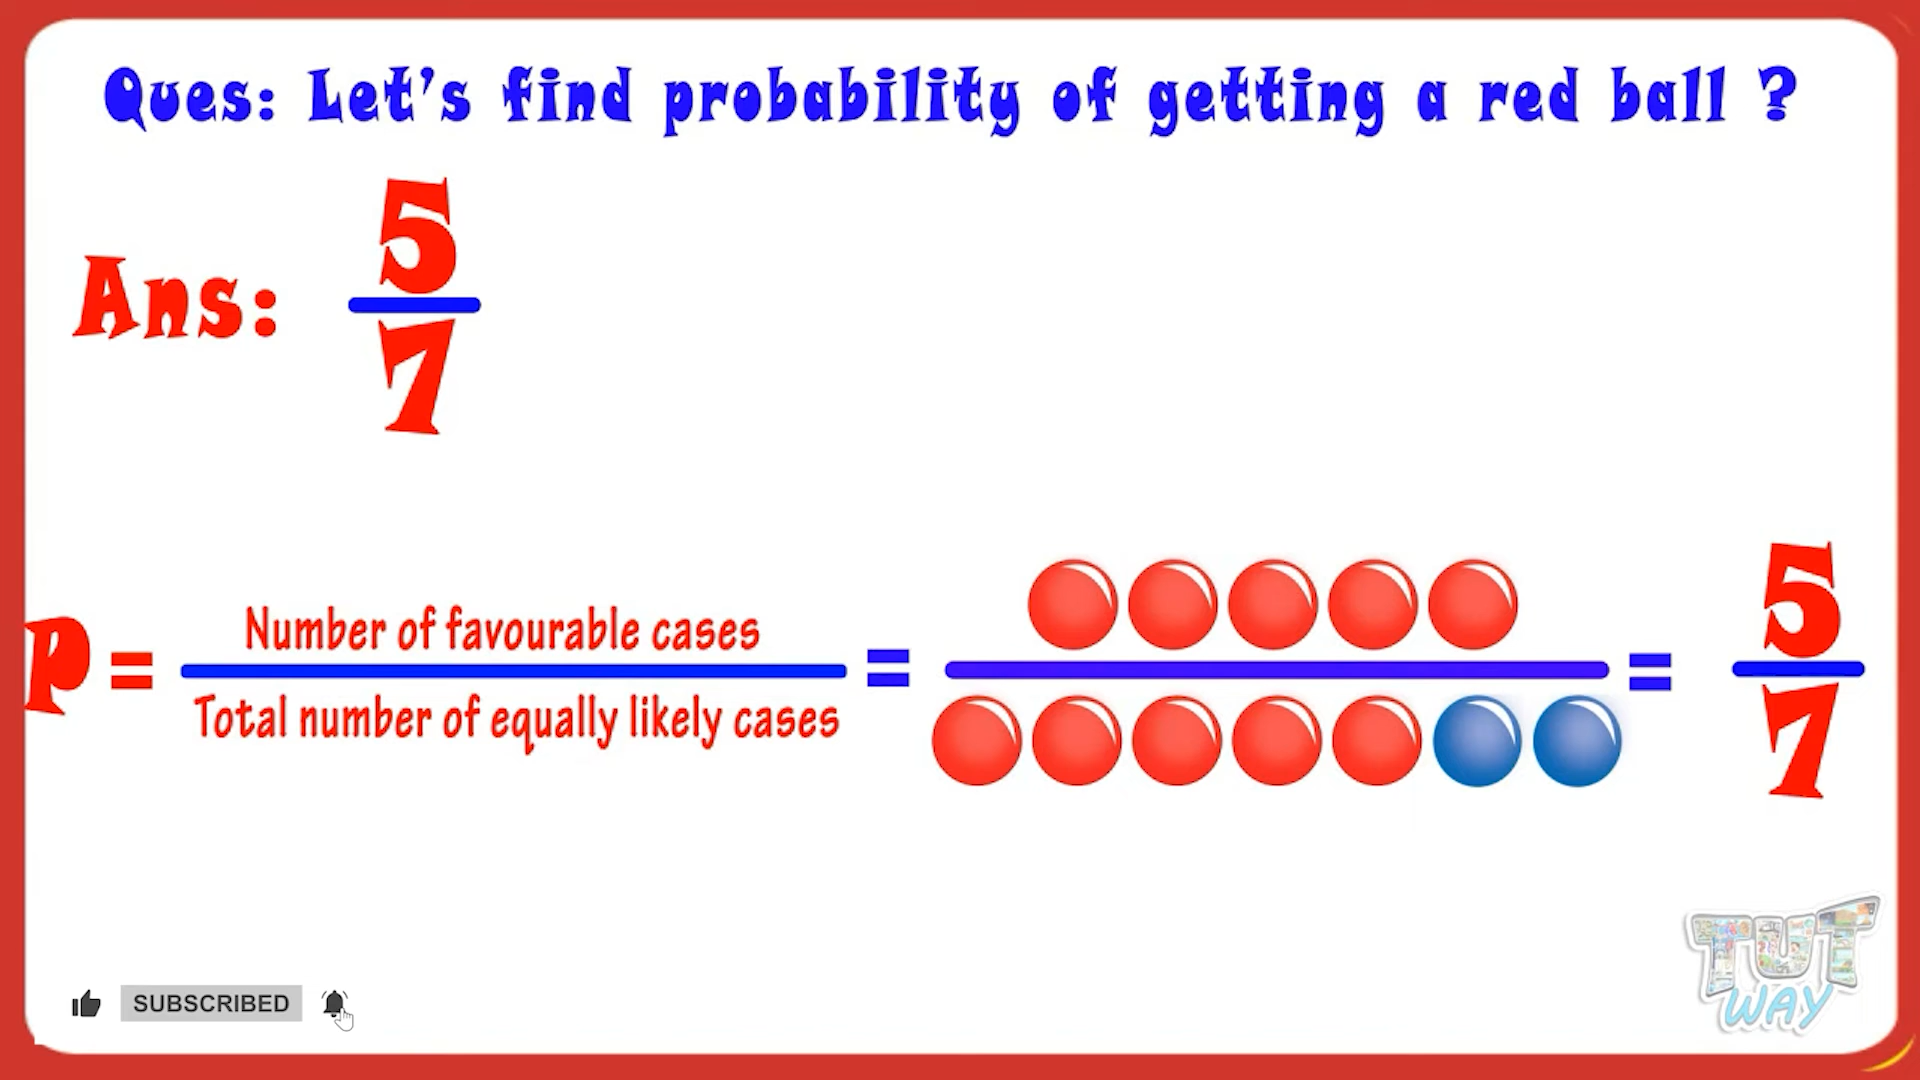 Ques: Let's find probability of getting a red ball ?
Ans: 5
7
P = Number of favourable cases
Total number of equally likely cases
= = 5
7
SUBSCRIBED
TUT
WAY